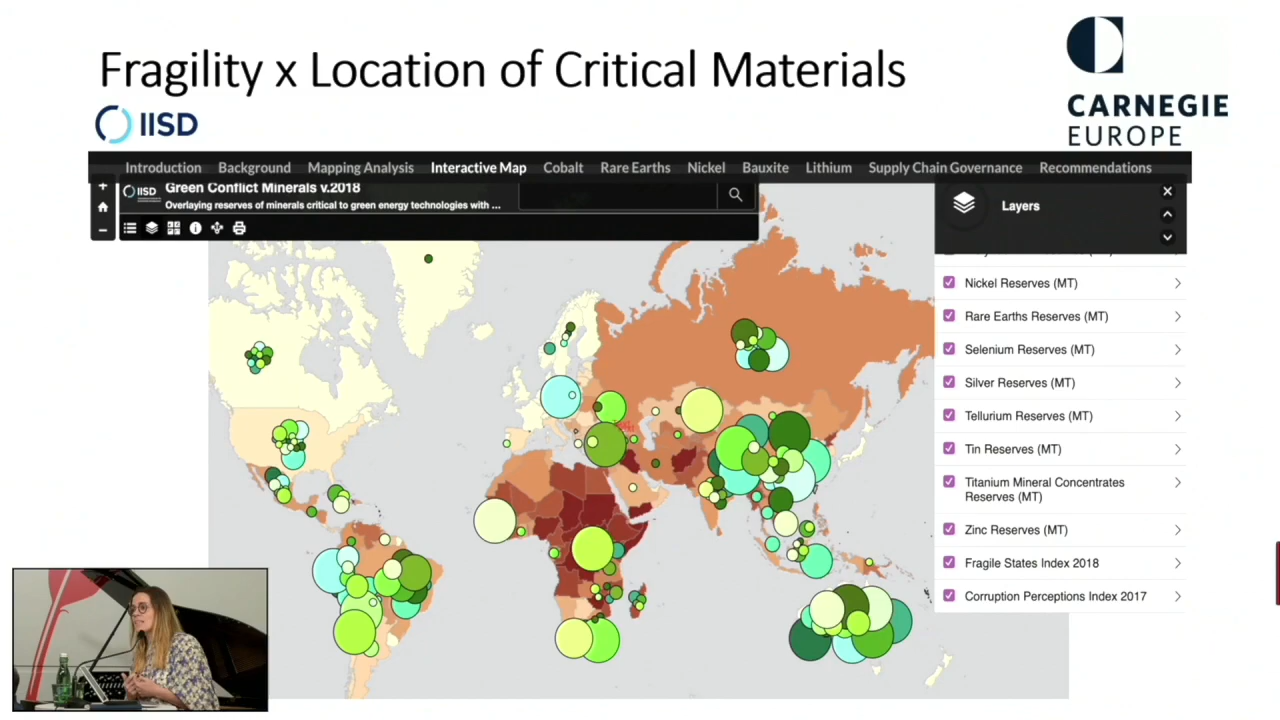 Fragility x Location of Critical Materials
CARNEGIE
EUROPE
IISD
Introduction Background Mapping Analysis Interactive Map Cobalt Rare Earths Nickel Bauxite Lithium Supply Chain Governance Recommendations
IISD
Green Conflict Minerals v.2018
Overlaying reserves of minerals critical to green energy technologies with ...
Layers
Nickel Reserves (MT)
Rare Earths Reserves (MT)
Selenium Reserves (MT)
Silver Reserves (MT)
Tellurium Reserves (MT)
Tin Reserves (MT)
Titanium Mineral Concentrates
Reserves (MT)
Zinc Reserves (MT)
Fragile States Index 2018
Corruption Perceptions Index 2017